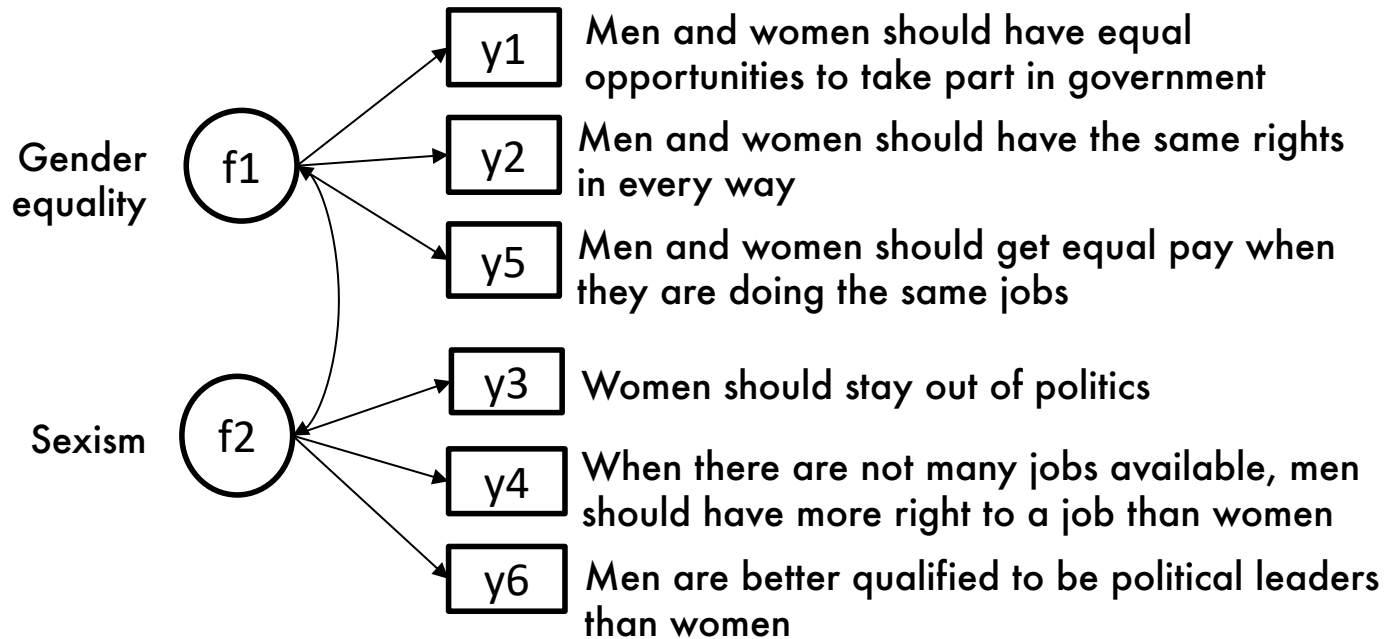 Gender
equality
f1
y1
Men and women should have equal
opportunities to take part in government
y2
Men and women should have the same rights
in every way
y5
Men and women should get equal pay when
they are doing the same jobs
Sexism
f2
y3
Women should stay out of politics
y4
When there are not many jobs available, men
should have more right to a job than women
y6
Men are better qualified to be political leaders
than women